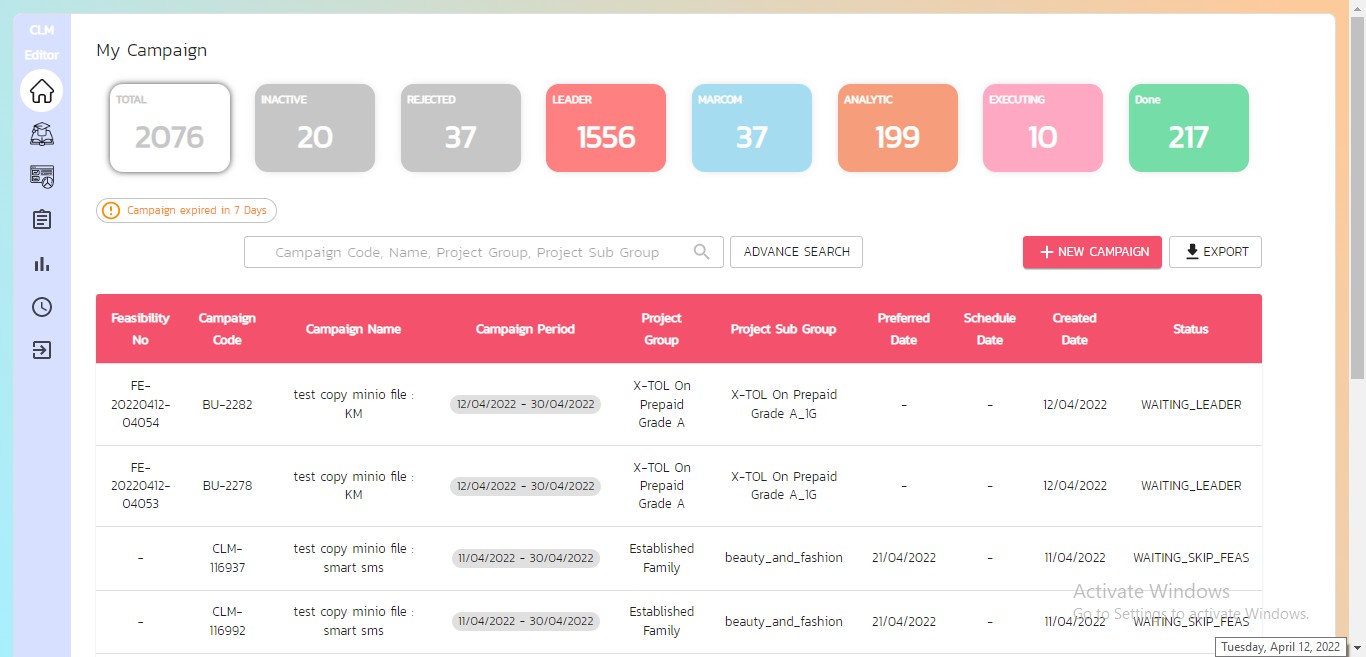 CLM
Editor
My Campaign
TOTAL
2076
INACTIVE
20
REJECTED
37
LEADER
1556
MARCOM
37
ANALYTIC
199
EXECUTING
10
Done
217
Campaign expired in 7 Days
Campaign Code, Name, Project Group, Project Sub Group
ADVANCE SEARCH
NEW CAMPAIGN
EXPORT
Feasibility
No
Campaign
Code
Campaign Name
Campaign Period
Project
Group
Project Sub Group
Preferred
Date
Schedule
Date
Created
Date
Status
FE-
20220412-
04054
BU-2282
test copy minio file :
KM
12/04/2022 - 30/04/2022
X-TOL On
Prepaid
Grade A
X-TOL On Prepaid
Grade A_1G
-
-
12/04/2022
WAITING_LEADER
FE-
20220412-
04053
BU-2278
test copy minio file :
KM
12/04/2022 - 30/04/2022
X-TOL On
Prepaid
Grade A
X-TOL On Prepaid
Grade A_1G
-
-
12/04/2022
WAITING_LEADER
-
CLM-
116937
test copy minio file :
smart sms
11/04/2022 - 30/04/2022
Established
Family
beauty_and_fashion
21/04/2022
-
11/04/2022
WAITING_SKIP_FEAS
-
CLM-
116992
test copy minio file :
smart sms
11/04/2022 - 30/04/2022
Established
Family
beauty_and_fashion
21/04/2022
-
11/04/2022
WAITING_SKIP_FEAS
Activate Windows
Go to Settings to activate Windows.
Tuesday, April 12, 2022